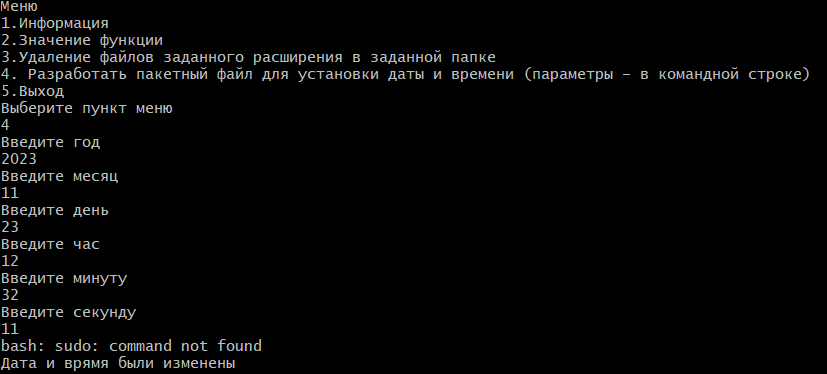 Меню
1.Информация
2.Значение функции
3.Удаление файлов заданного расширения в заданной папке
4. Разработать пакетный файл для установки даты и времени (параметры – в командной строке)
5.Выход
Выберите пункт меню
4
Введите год
2023
Введите месяц
11
Введите день
23
Введите час
12
Введите минуту
32
Введите секунду
11
bash: sudo: command not found
Дата и врямя были изменены